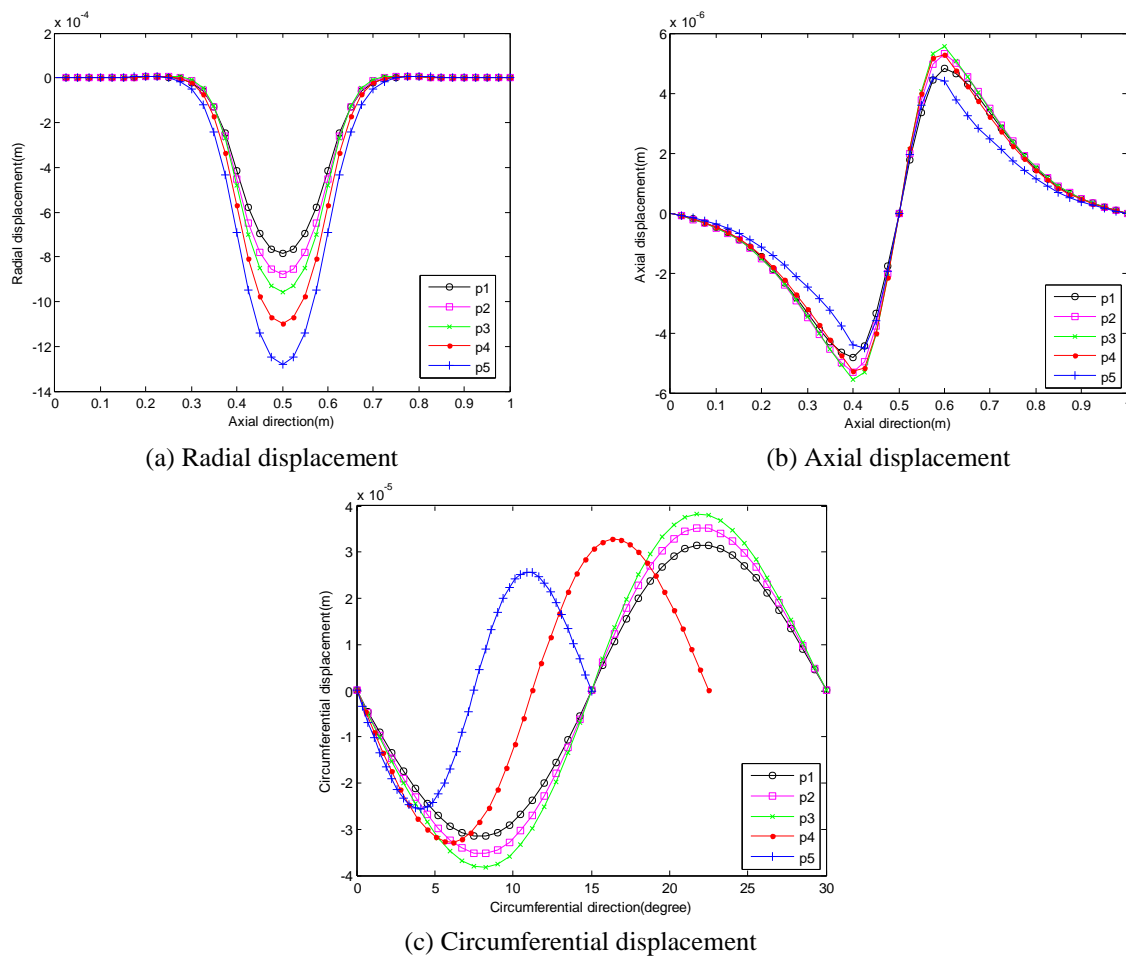 x 10⁻⁴
2
0
-2
-4
-6
-8
-10
-12
-14
0 0.1 0.2 0.3 0.4 0.5 0.6 0.7 0.8 0.9 1
Radial displacement(m)
Axial direction(m)
p1
p2
p3
p4
p5
(a) Radial displacement
x 10⁻⁶
6
4
2
0
-2
-4
-6
0 0.1 0.2 0.3 0.4 0.5 0.6 0.7 0.8 0.9 1
Axial displacement(m)
Axial direction(m)
p1
p2
p3
p4
p5
(b) Axial displacement
x 10⁻⁵
4
3
2
1
0
-1
-2
-3
-4
0 5 10 15 20 25 30
Circumferential displacement(m)
Circumferential direction(degree)
p1
p2
p3
p4
p5
(c) Circumferential displacement